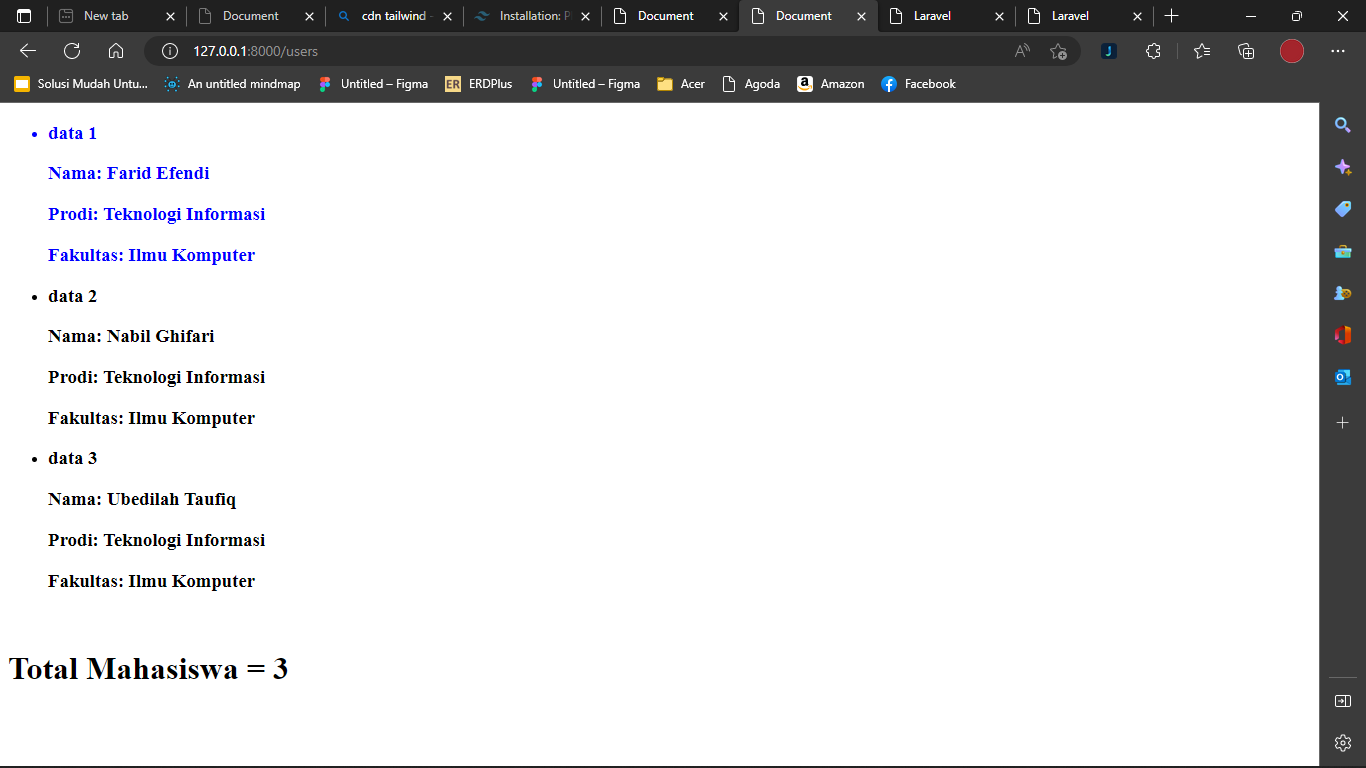 New tab
Document
cdn tailwind
Installation:
Document
Document
Laravel
Laravel
127.0.0.1:8000/users
Solusi Mudah Untu...
An untitled mindmap
Untitled – Figma
ER
ERDPlus
Untitled – Figma
Acer
Agoda
Amazon
Facebook
data 1
Nama: Farid Efendi
Prodi: Teknologi Informasi
Fakultas: Ilmu Komputer
data 2
Nama: Nabil Ghifari
Prodi: Teknologi Informasi
Fakultas: Ilmu Komputer
data 3
Nama: Ubedilah Taufiq
Prodi: Teknologi Informasi
Fakultas: Ilmu Komputer
Total Mahasiswa = 3